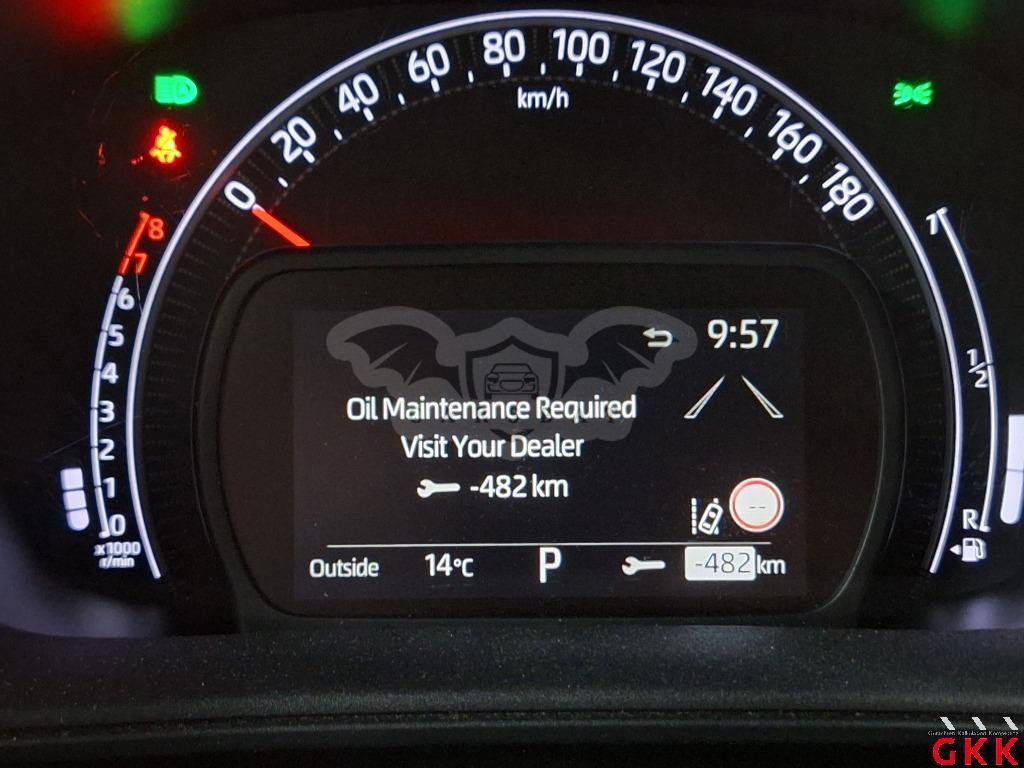 0 20 40 60 80 100 120 140 160 180
km/h
8
7
6
5
4
3
2
1
0
x1000
r/min
9:57
Oil Maintenance Required
Visit Your Dealer
-482 km
--
Outside 14°C P -482 km
1
1/2
R
GKK